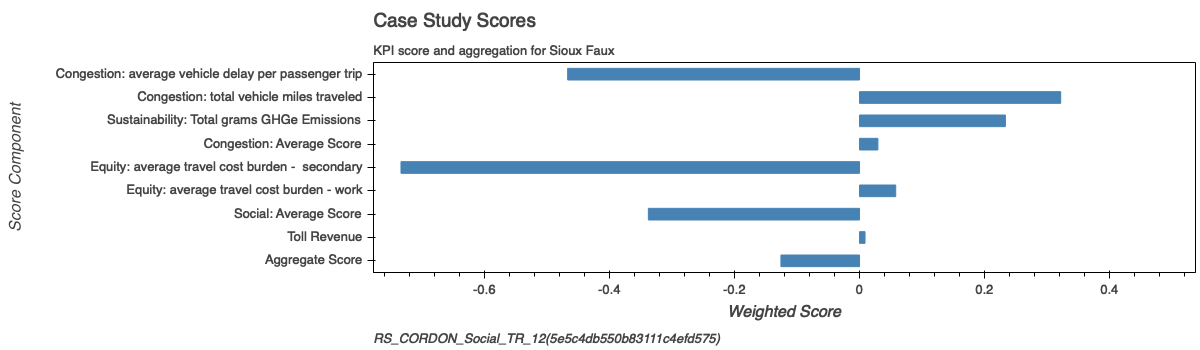 Case Study Scores
KPI score and aggregation for Sioux Faux
Score Component
Congestion: average vehicle delay per passenger trip
Congestion: total vehicle miles traveled
Sustainability: Total grams GHGe Emissions
Congestion: Average Score
Equity: average travel cost burden - secondary
Equity: average travel cost burden - work
Social: Average Score
Toll Revenue
Aggregate Score
-0.6 -0.4 -0.2 0 0.2 0.4
Weighted Score
RS_CORDON_Social_TR_12(5e5c4db550b83111c4efd575)